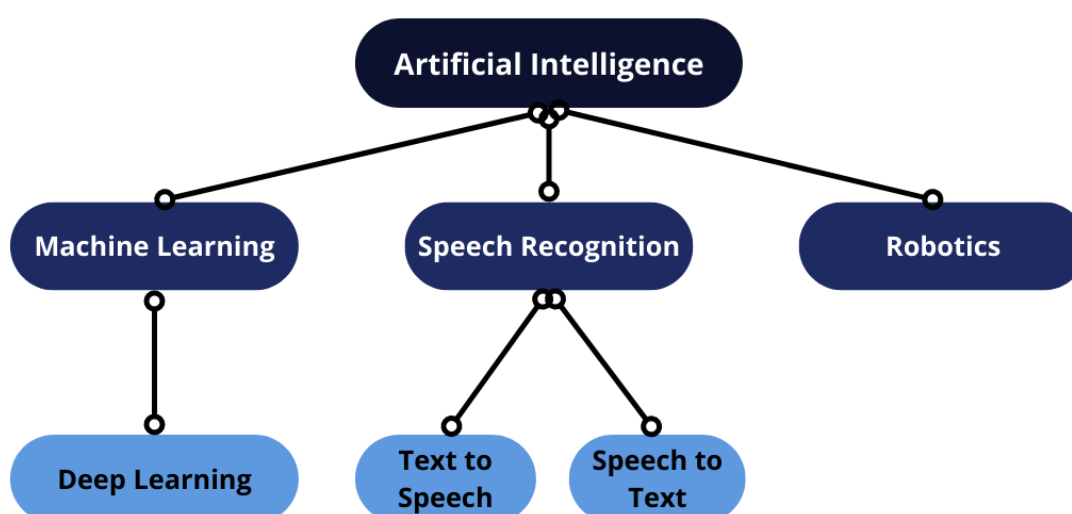 Artificial Intelligence
Machine Learning
Speech Recognition
Robotics
Deep Learning
Text to
Speech
Speech to
Text